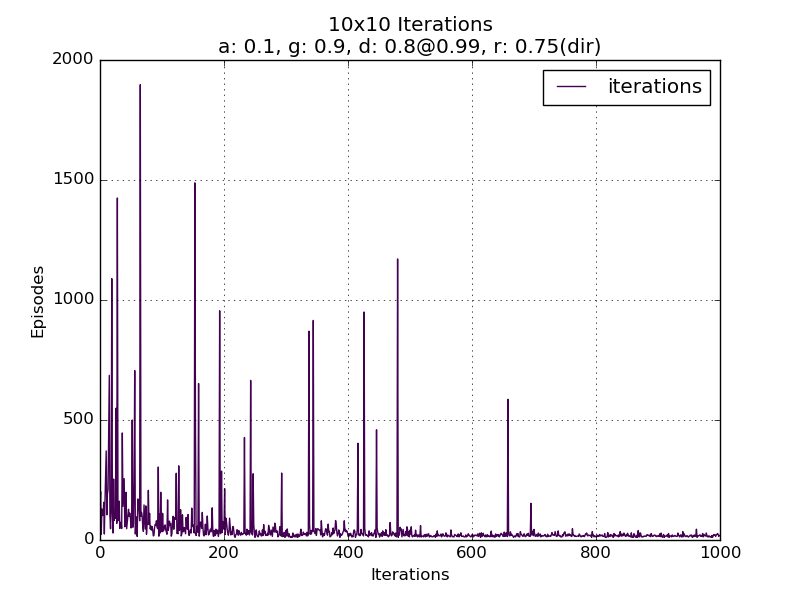 10x10 Iterations
a: 0.1, g: 0.9, d: 0.8@0.99, r: 0.75(dir)
iterations
2000
1500
1000
500
0
Episodes
0 200 400 600 800 1000
Iterations